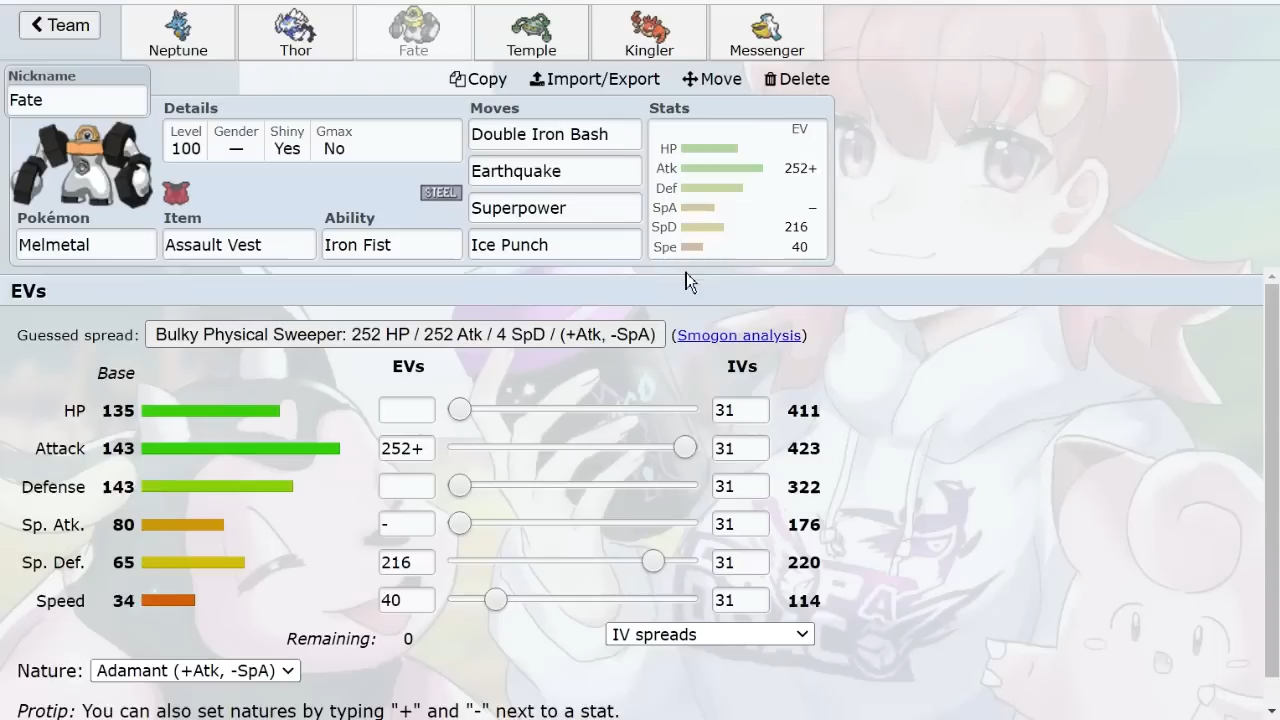 Team
Neptune
Thor
Fate
Temple
Kingler
Messenger
Nickname
Fate
Copy
Import/Export
Move
Delete
Details
Level
100
Gender
—
Shiny
Yes
Gmax
No
STEEL
Pokémon
Melmetal
Item
Assault Vest
Ability
Iron Fist
Moves
Double Iron Bash
Earthquake
Superpower
Ice Punch
Stats
EV
HP
Atk 252+
Def
SpA –
SpD 216
Spe 40
EVs
Guessed spread: Bulky Physical Sweeper: 252 HP / 252 Atk / 4 SpD / (+Atk, -SpA) (Smogon analysis)
Base EVs IVs
HP 135 31 411
Attack 143 252+ 31 423
Defense 143 31 322
Sp. Atk. 80 - 31 176
Sp. Def. 65 216 31 220
Speed 34 40 31 114
Remaining: 0
IV spreads
Nature: Adamant (+Atk, -SpA)
Protip: You can also set natures by typing "+" and "-" next to a stat.